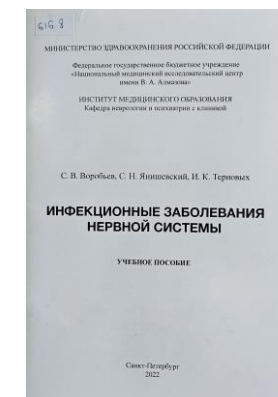 616.8
МИНИСТЕРСТВО ЗДРАВООХРАНЕНИЯ РОССИЙСКОЙ ФЕДЕРАЦИИ
Федеральное государственное бюджетное учреждение
«Национальный медицинский исследовательский центр
имени В. А. Алмазова»
ИНСТИТУТ МЕДИЦИНСКОГО ОБРАЗОВАНИЯ
Кафедра неврологии и психиатрии с клиникой
С. В. Воробьев, С. Н. Янишевский, И. К. Терновых
ИНФЕКЦИОННЫЕ ЗАБОЛЕВАНИЯ
НЕРВНОЙ СИСТЕМЫ
УЧЕБНОЕ ПОСОБИЕ
Санкт-Петербург
2022